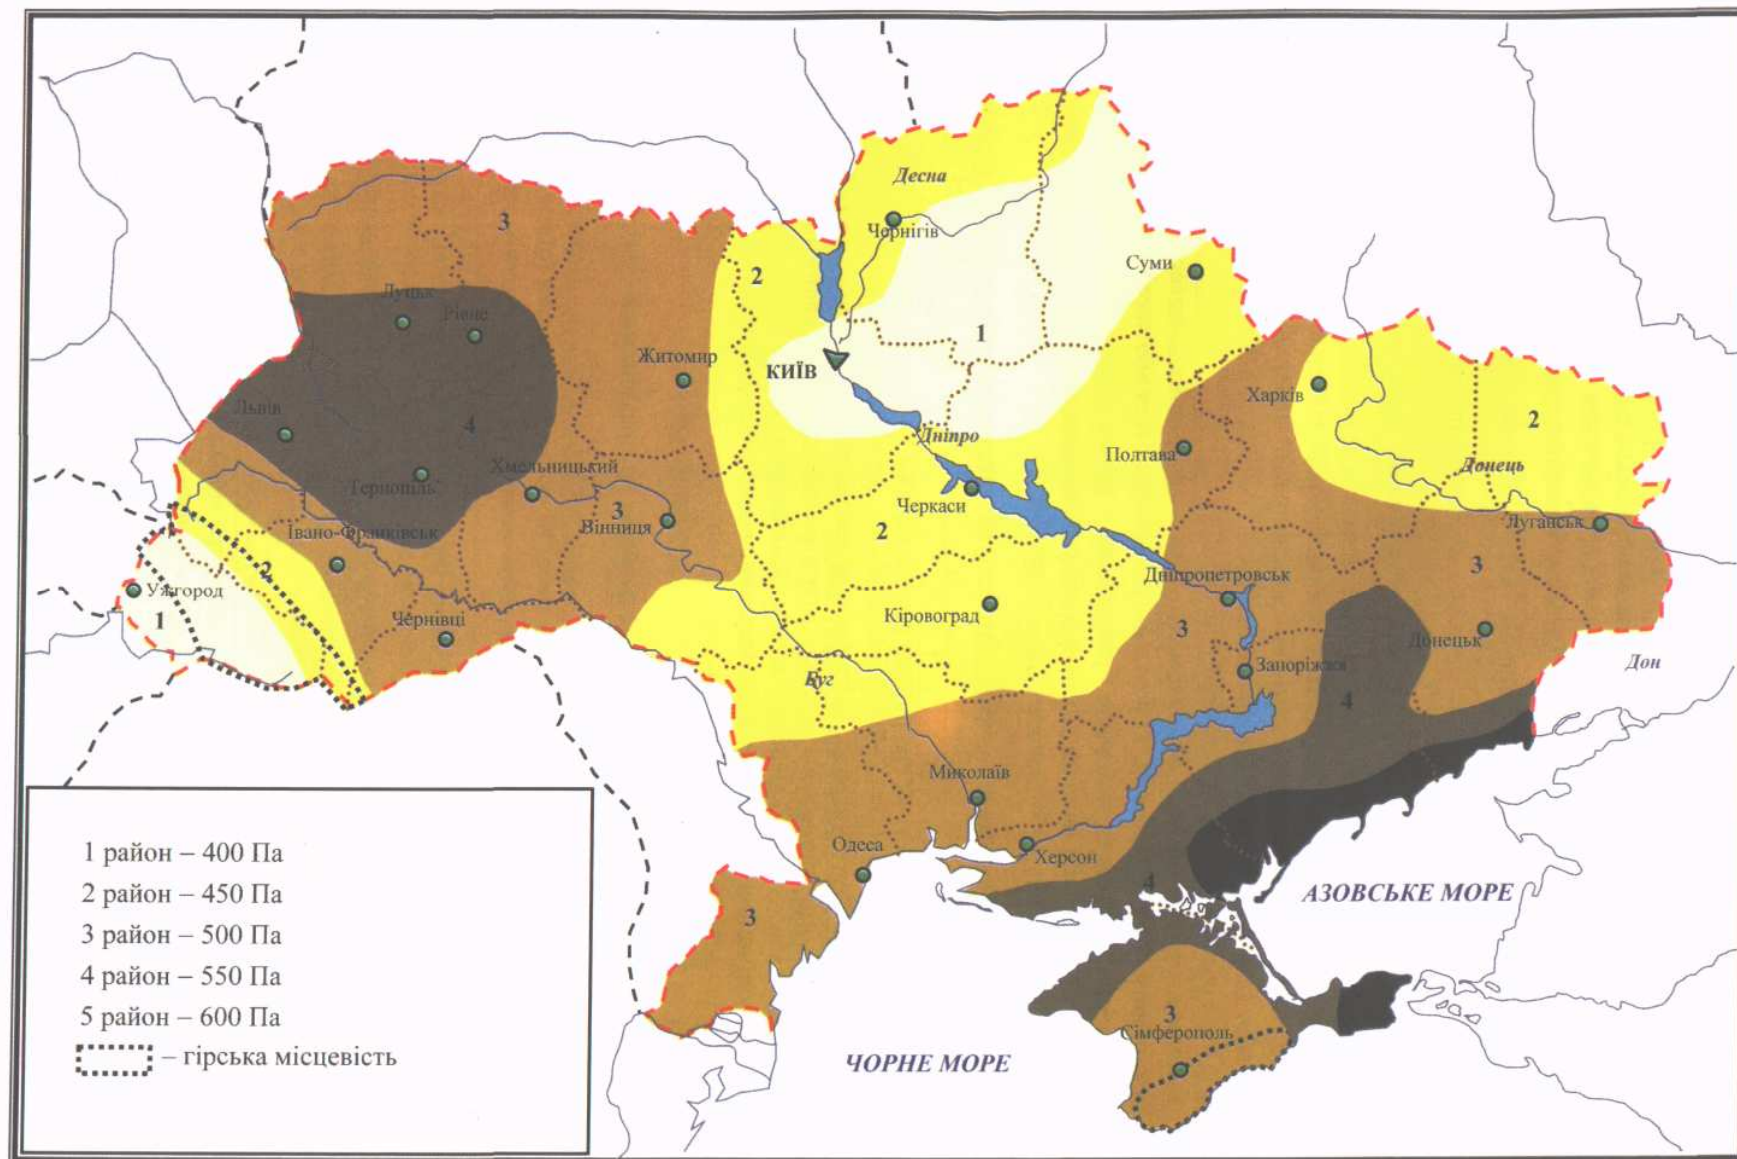 3
Десна
Чернігів
2
Суми
Луцьк
Рівне
1
Житомир
КИЇВ
Харків
2
Львів
4
Дніпро
Полтава
Донець
Хмельницький
Тернопіль
Черкаси
3
Вінниця
Луганськ
Івано-Франківськ
2
2
3
Ужгород
Дніпропетровськ
1
Чернівці
Кіровоград
3
Донецьк
Запоріжжя
Дон
Буг
4
Миколаїв
Одеса
Херсон
4
АЗОВСЬКЕ МОРЕ
3
3
Сімферополь
ЧОРНЕ МОРЕ
1 район – 400 Па
2 район – 450 Па
3 район – 500 Па
4 район – 550 Па
5 район – 600 Па
– гірська місцевість